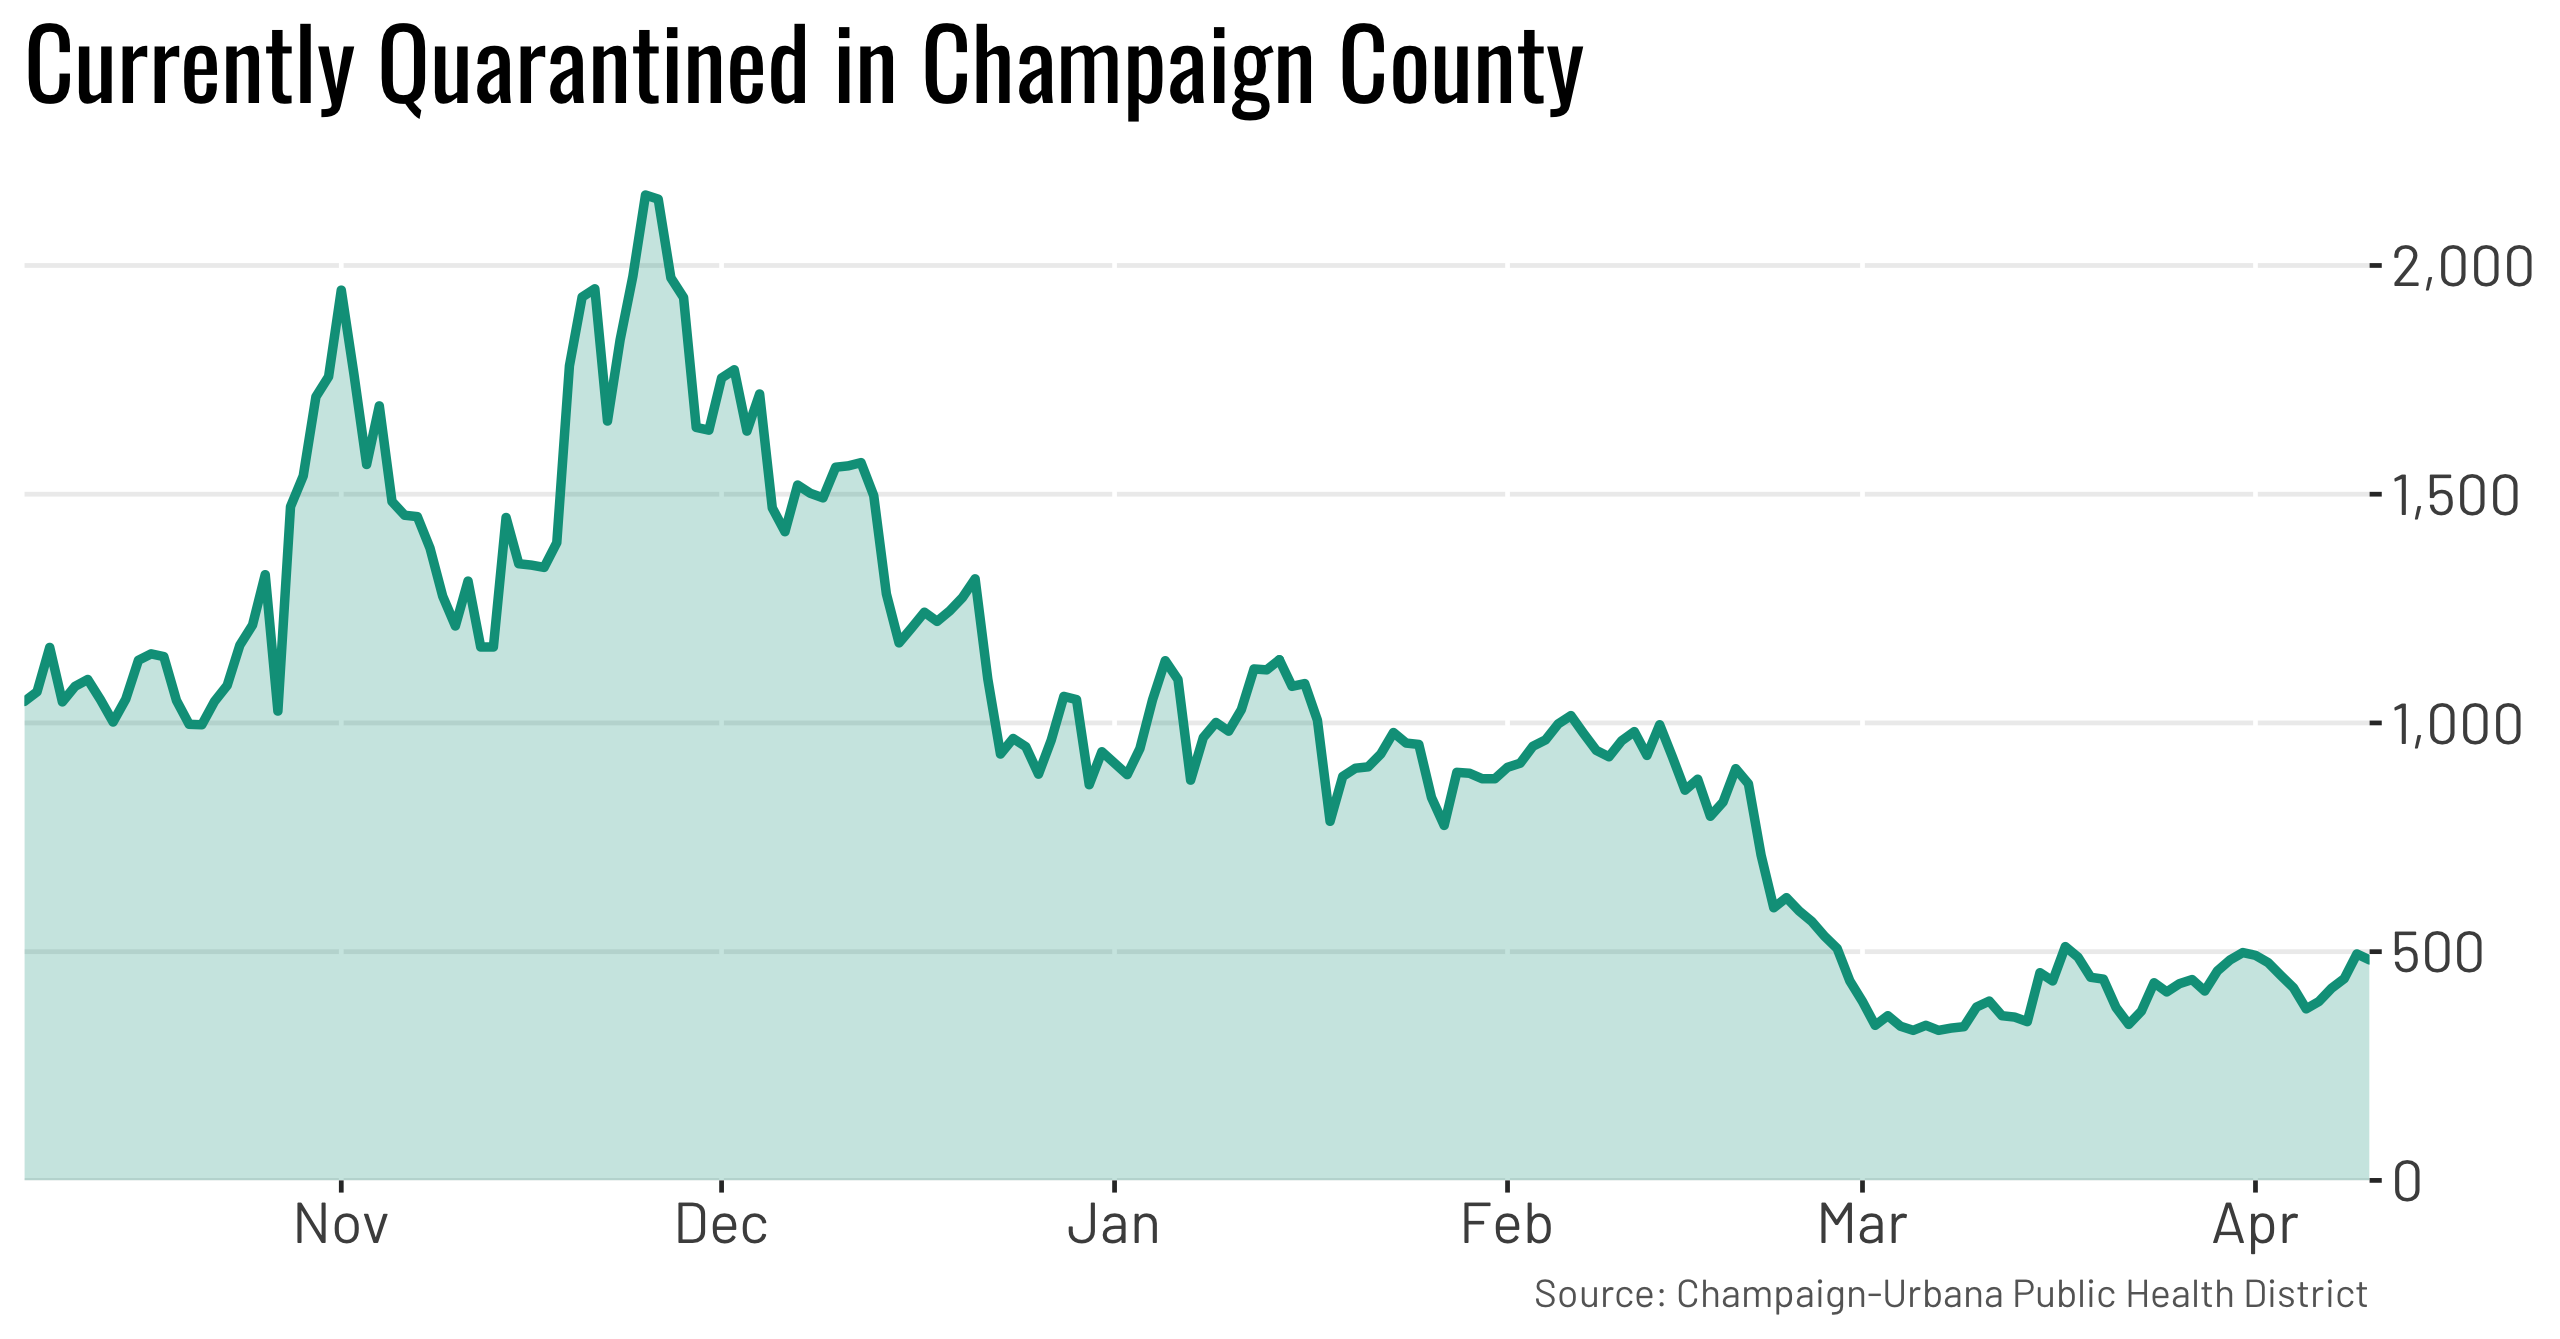 Currently Quarantined in Champaign County
2,000
1,500
1,000
500
0
Nov Dec Jan Feb Mar Apr
Source: Champaign-Urbana Public Health District